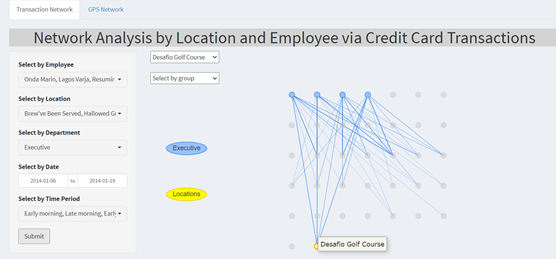 Transaction Network
GPS Network
Network Analysis by Location and Employee via Credit Card Transactions
Select by Employee
Onda Marin, Lagos Varja, Resumir
Select by Location
Brew've Been Served, Hallowed G
Select by Department
Executive
Select by Date
2014-01-06 to 2014-01-19
Select by Time Period
Early morning, Late morning, Early
Submit
Desafio Golf Course
Select by group
Executive
Locations
Desafio Golf Course